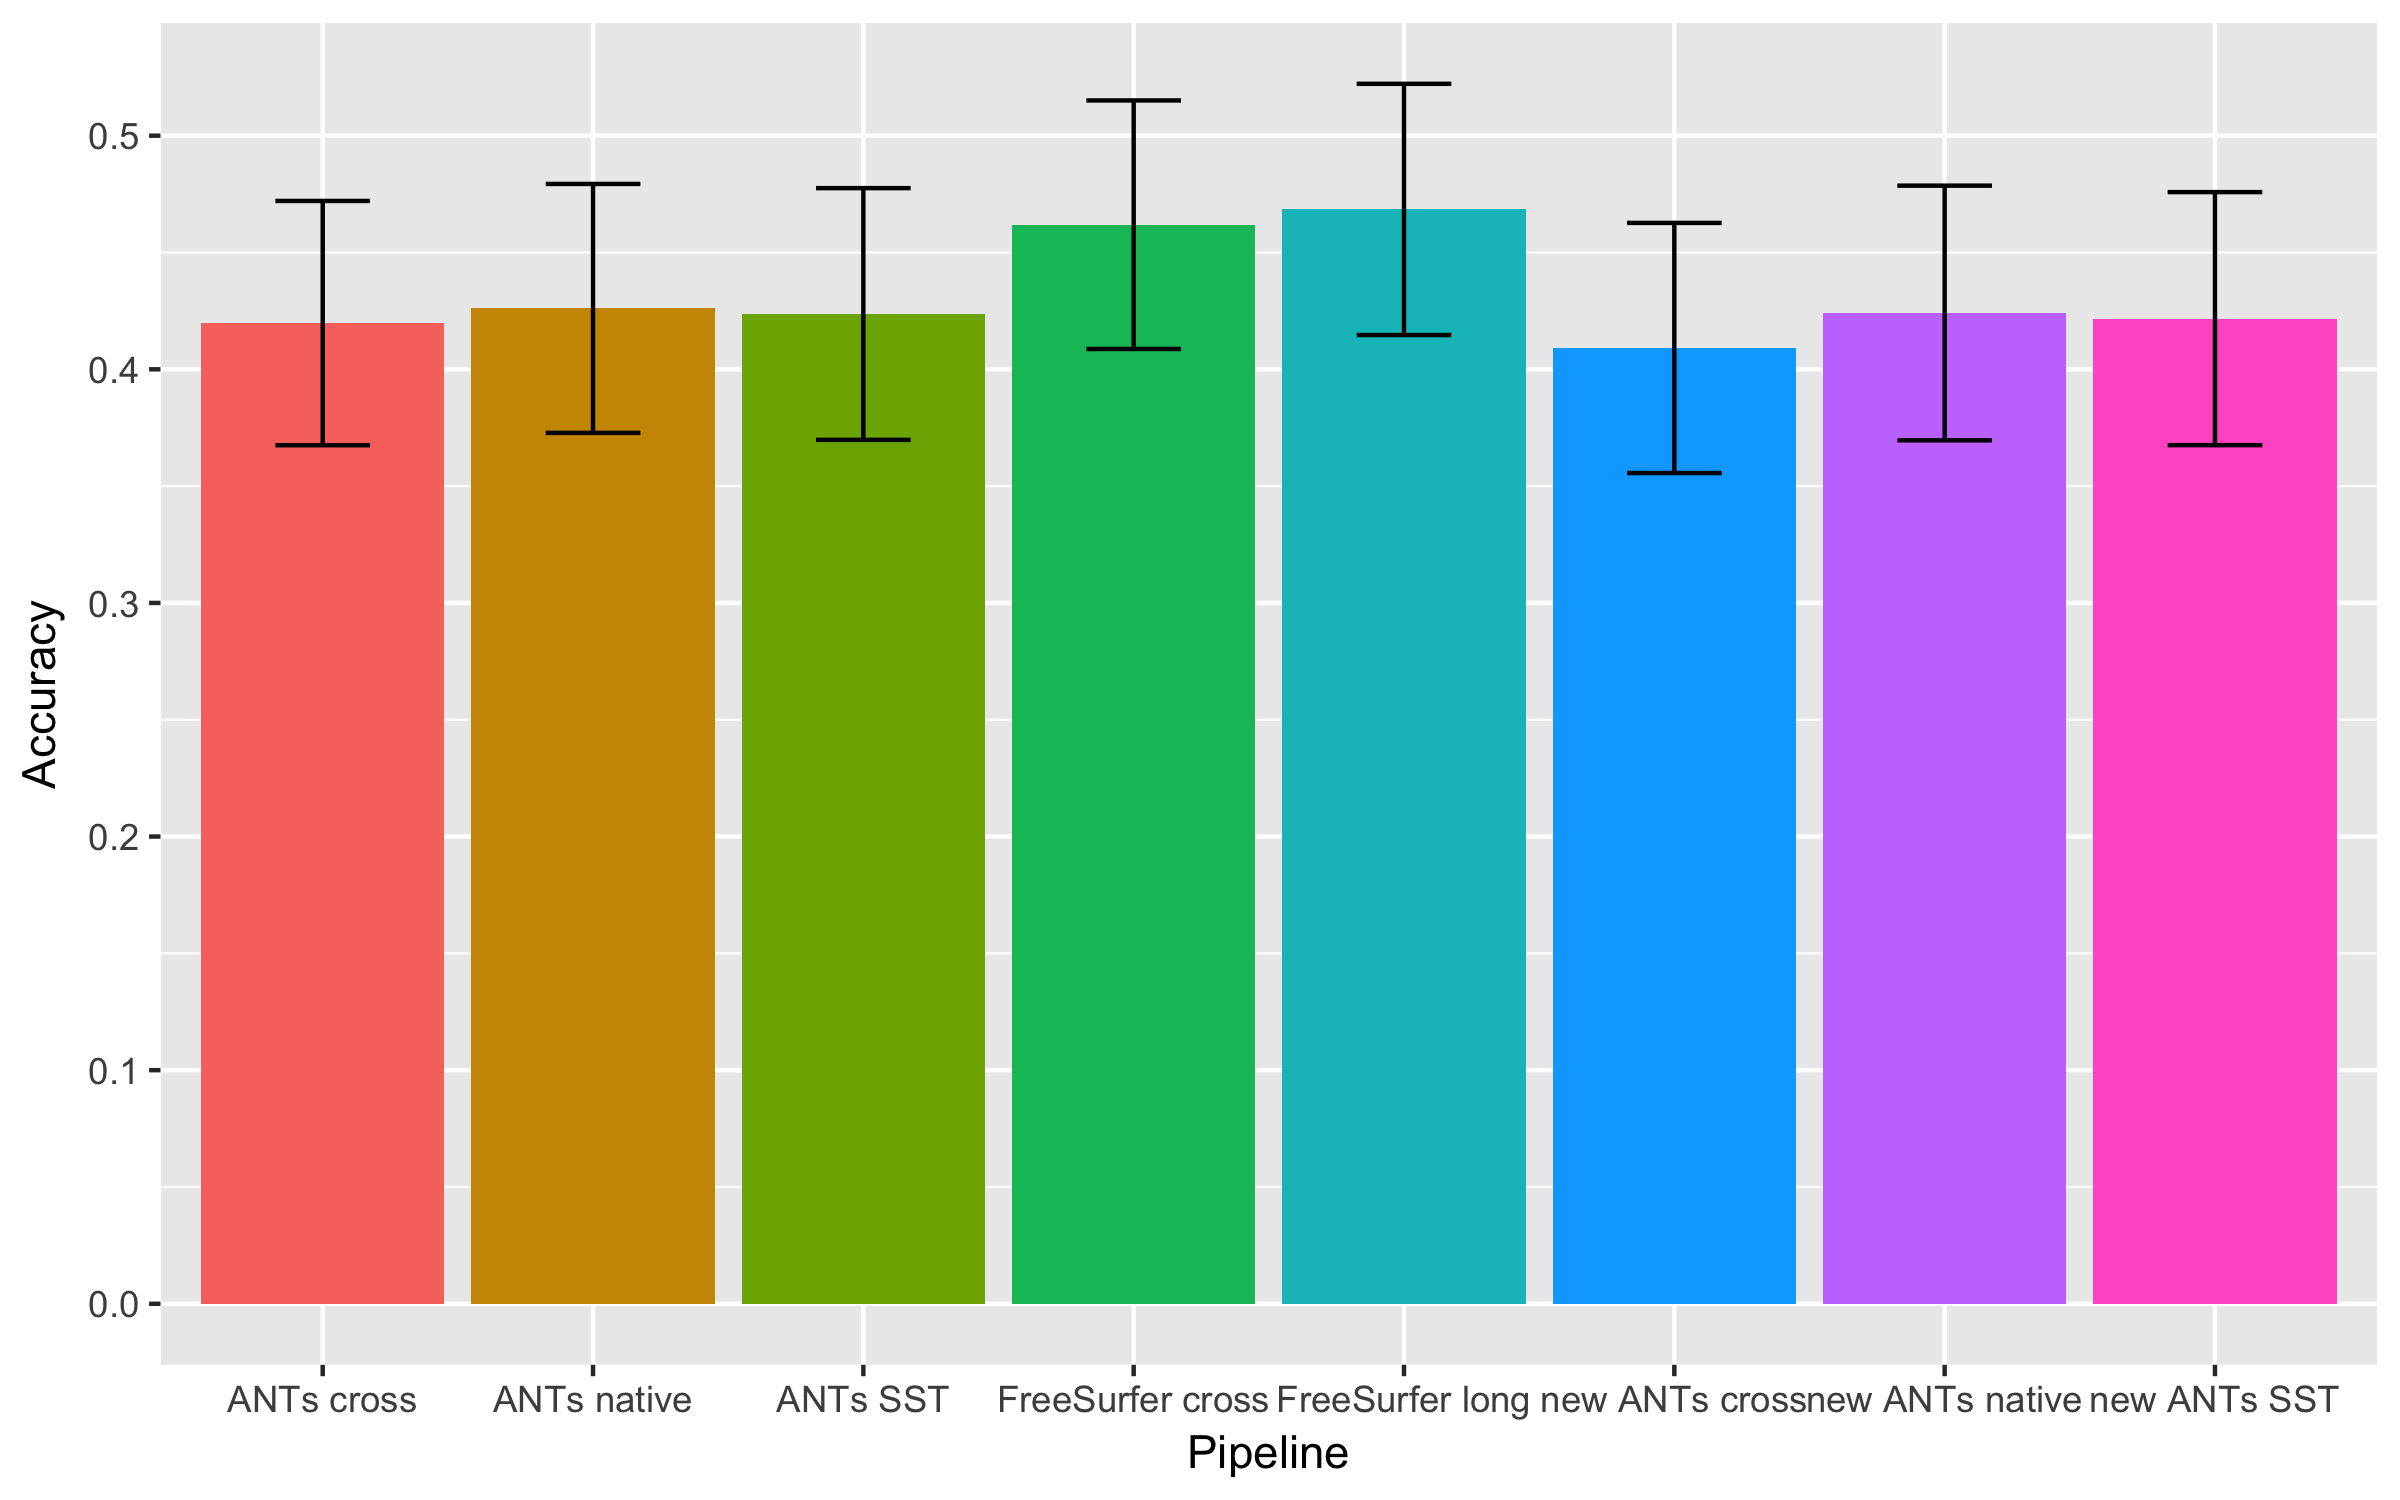 0.5
0.4
0.3
0.2
0.1
0.0
Accuracy
ANTs cross
ANTs native
ANTs SST
FreeSurfer cross
FreeSurfer long
new ANTs cross
new ANTs native
new ANTs SST
Pipeline